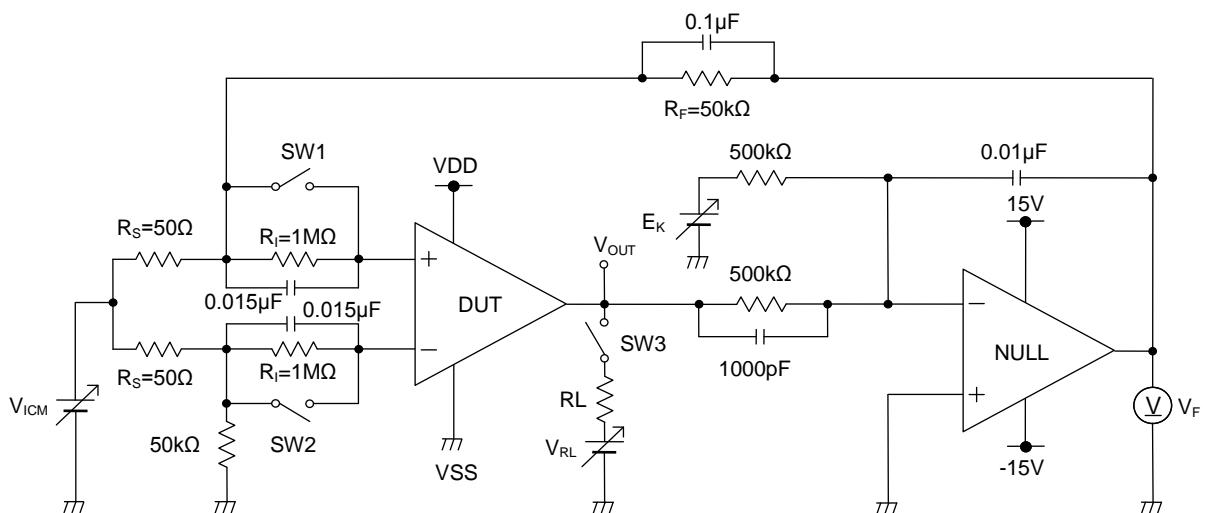 0.1µF
R_F=50kΩ
SW1
VDD
500kΩ
0.01µF
15V
R_S=50Ω
R_I=1MΩ
E_K
V_OUT
+
0.015µF
DUT
500kΩ
−
0.015µF
−
SW3
NULL
R_S=50Ω
R_I=1MΩ
1000pF
V_ICM
RL
+
V
V_F
50kΩ
SW2
VSS
V_RL
-15V